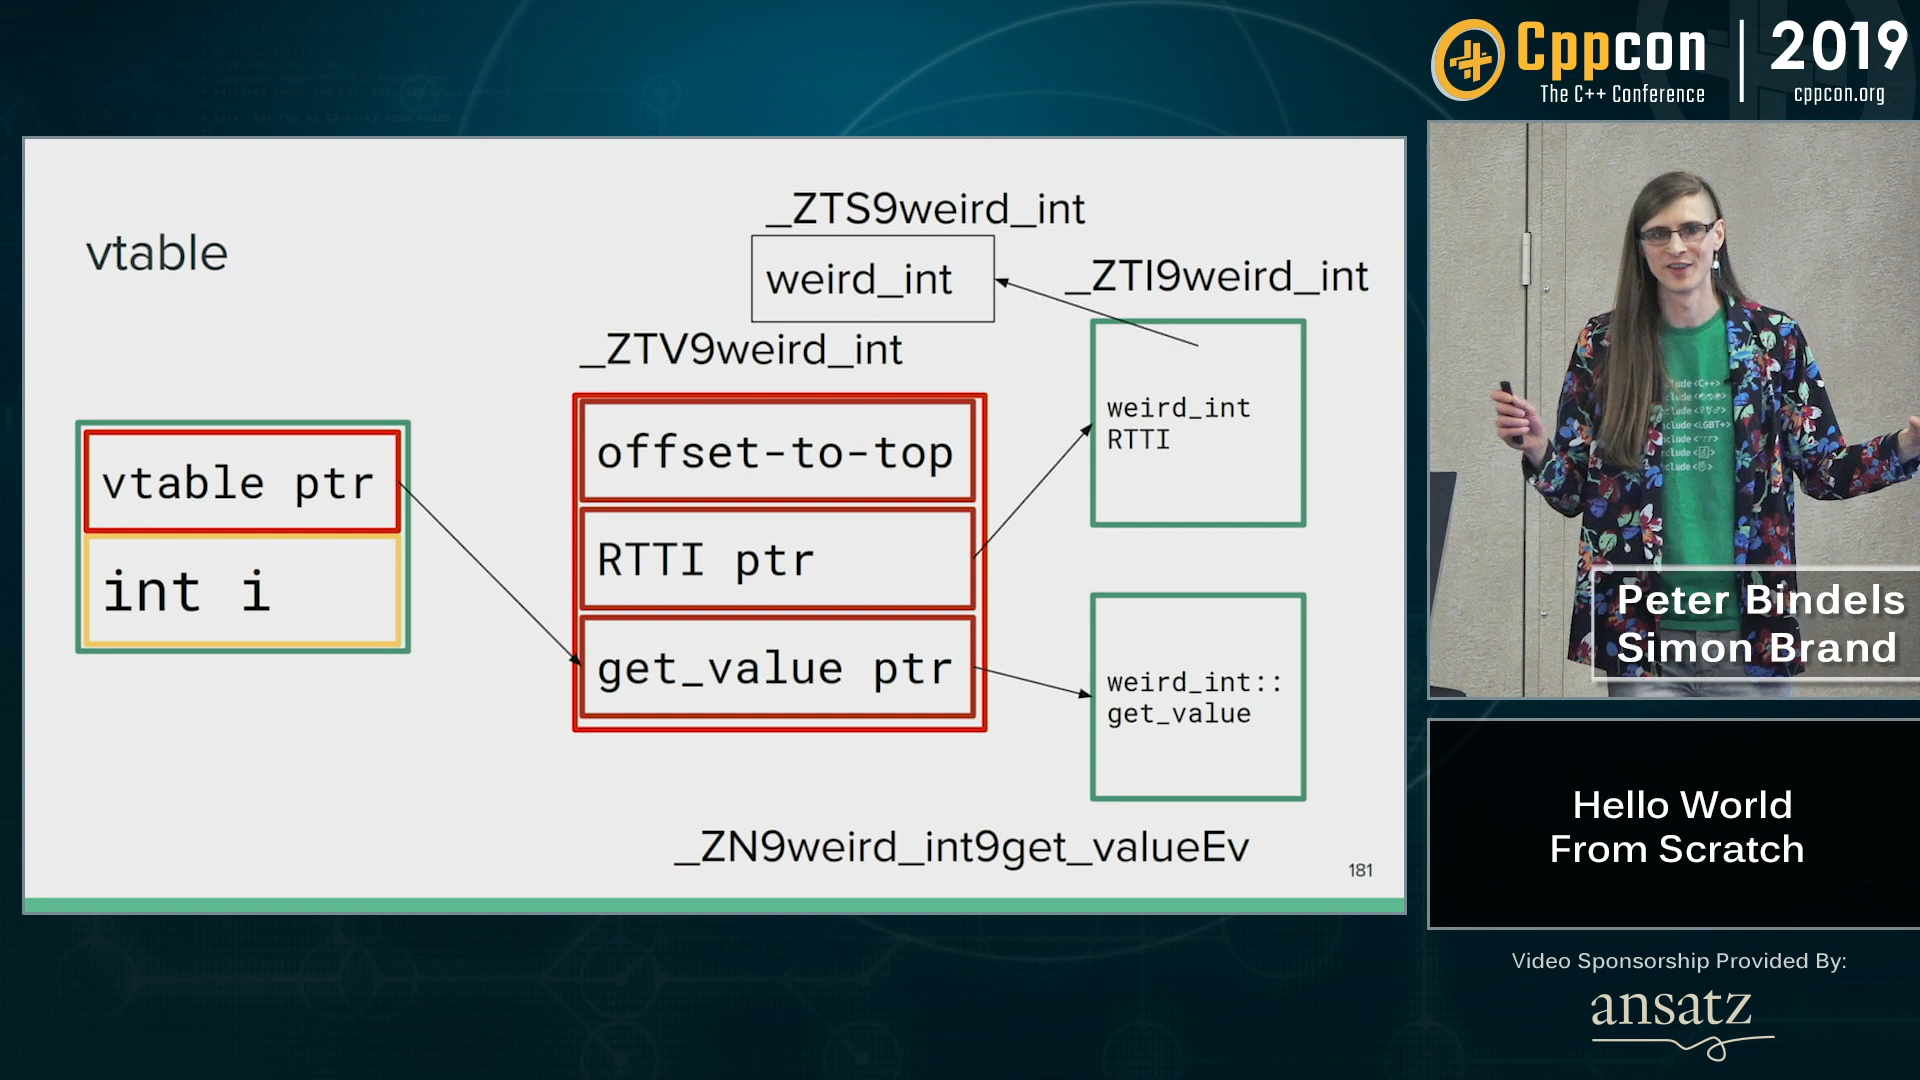 Cppcon
The C++ Conference
2019
cppcon.org
vtable
_ZTS9weird_int
weird_int
_ZTI9weird_int
_ZTV9weird_int
vtable ptr
int i
offset-to-top
RTTI ptr
get_value ptr
weird_int
RTTI
weird_int::
get_value
_ZN9weird_int9get_valueEv
181
Peter Bindels
Simon Brand
Hello World
From Scratch
Video Sponsorship Provided By:
ansatz